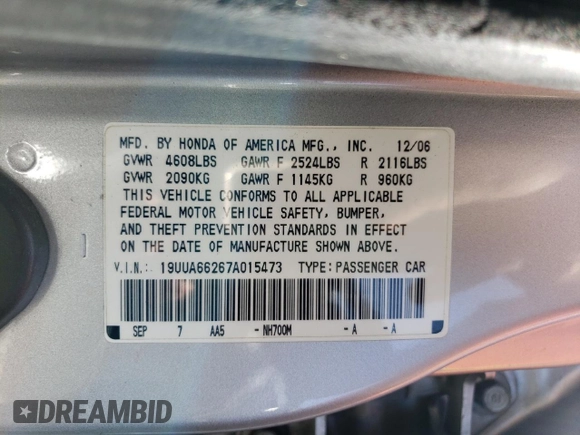 MFD. BY HONDA OF AMERICA MFG., INC. 12/06
GVWR 4608LBS GAWR F 2524LBS R 2116LBS
GVWR 2090KG GAWR F 1145KG R 960KG
THIS VEHICLE CONFORMS TO ALL APPLICABLE
FEDERAL MOTOR VEHICLE SAFETY, BUMPER,
AND THEFT PREVENTION STANDARDS IN EFFECT
ON THE DATE OF MANUFACTURE SHOWN ABOVE.
V.I.N.: 19UUA66267A015473 TYPE: PASSENGER CAR
SEP 7 AA5 - NH700M - A - A
DREAMBID